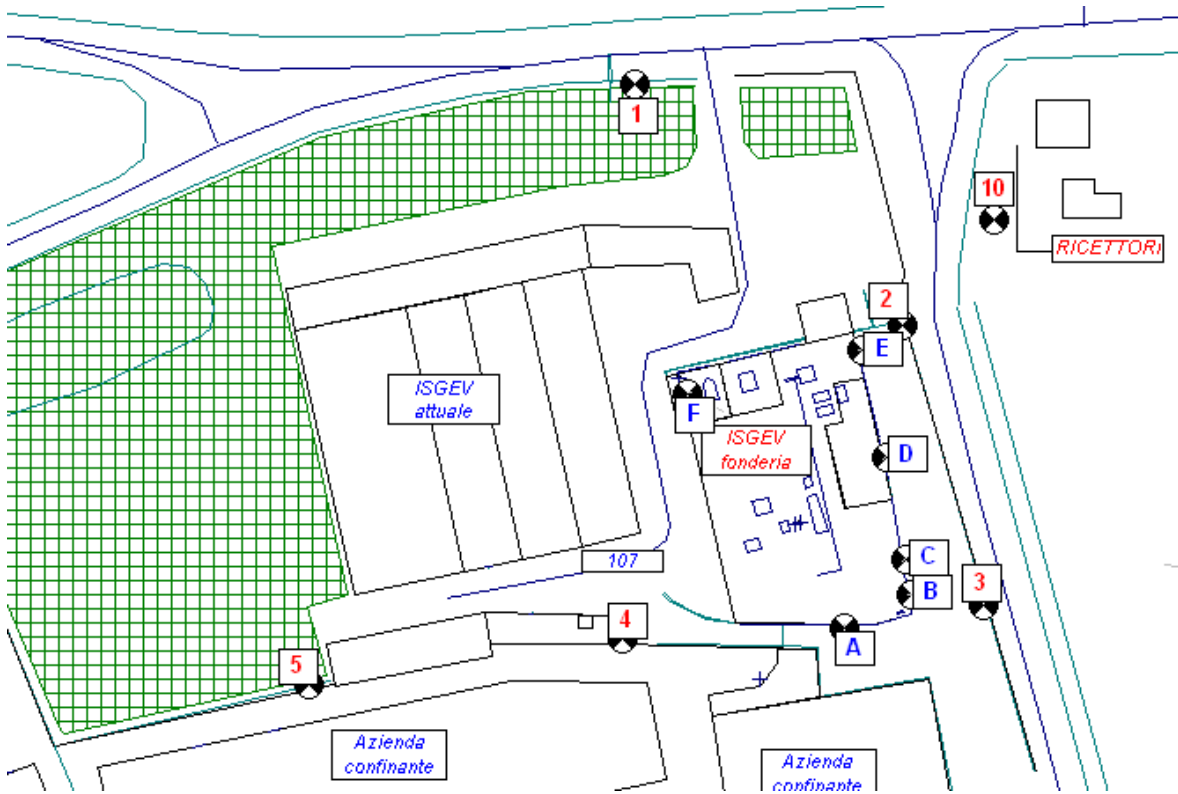 1
10
RICETTORI
2
E
ISGEV
attuale
F
ISGEV
fonderia
D
107
C
B
3
4
A
5
Azienda
confinante
Azienda
confinante